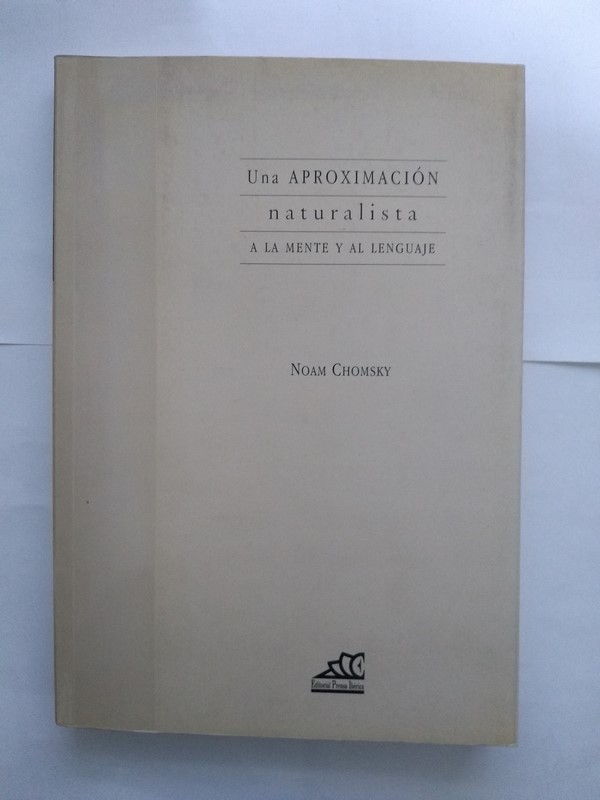 Una APROXIMACIÓN
naturalista
A LA MENTE Y AL LENGUAJE
NOAM CHOMSKY
Editorial Prensa Ibérica